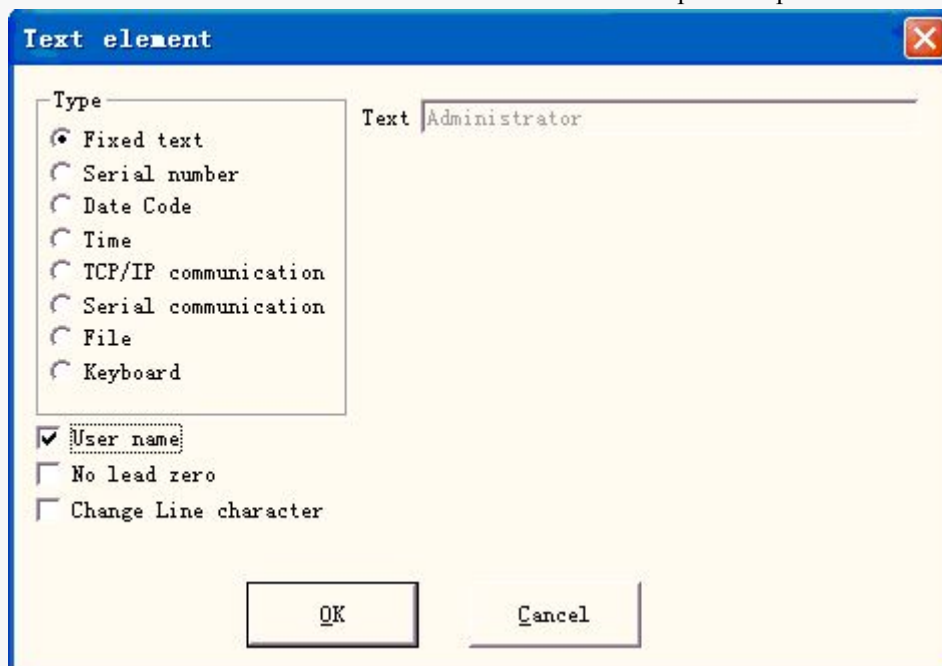 Text element
Type
Fixed text
Serial number
Date Code
Time
TCP/IP communication
Serial communication
File
Keyboard
Text Administrator
User name
No lead zero
Change Line character
OK Cancel